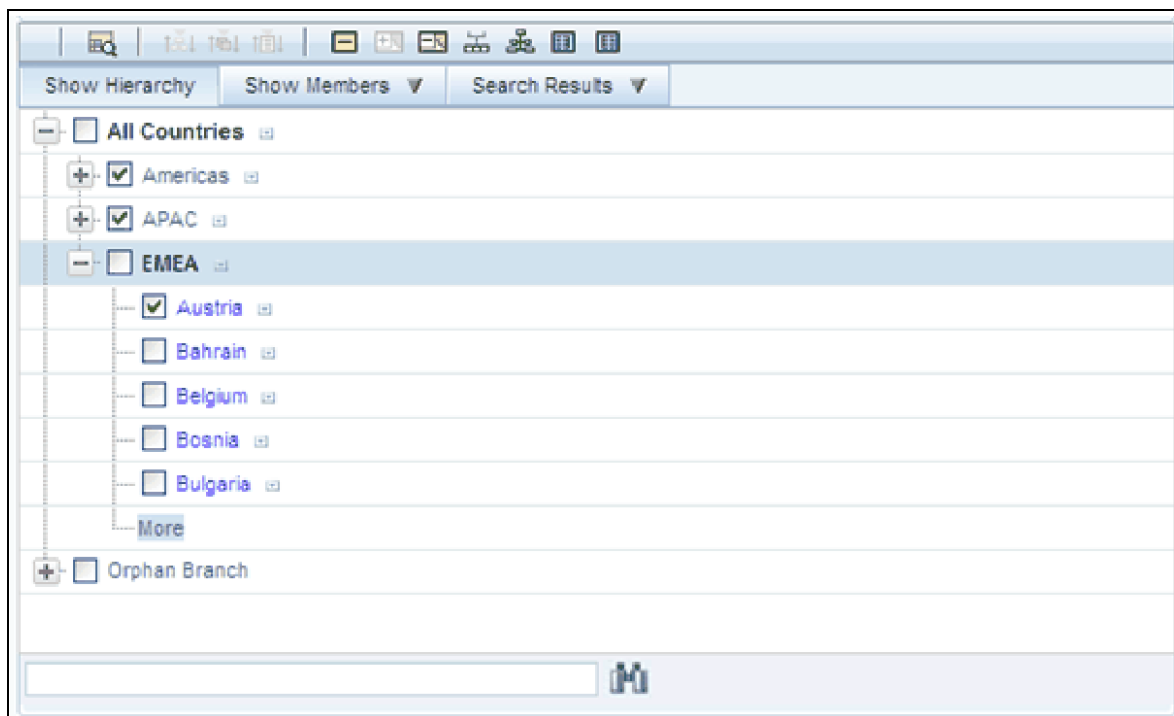 Show Hierarchy Show Members Search Results
All Countries
Americas
APAC
EMEA
Austria
Bahrain
Belgium
Bosnia
Bulgaria
More
Orphan Branch